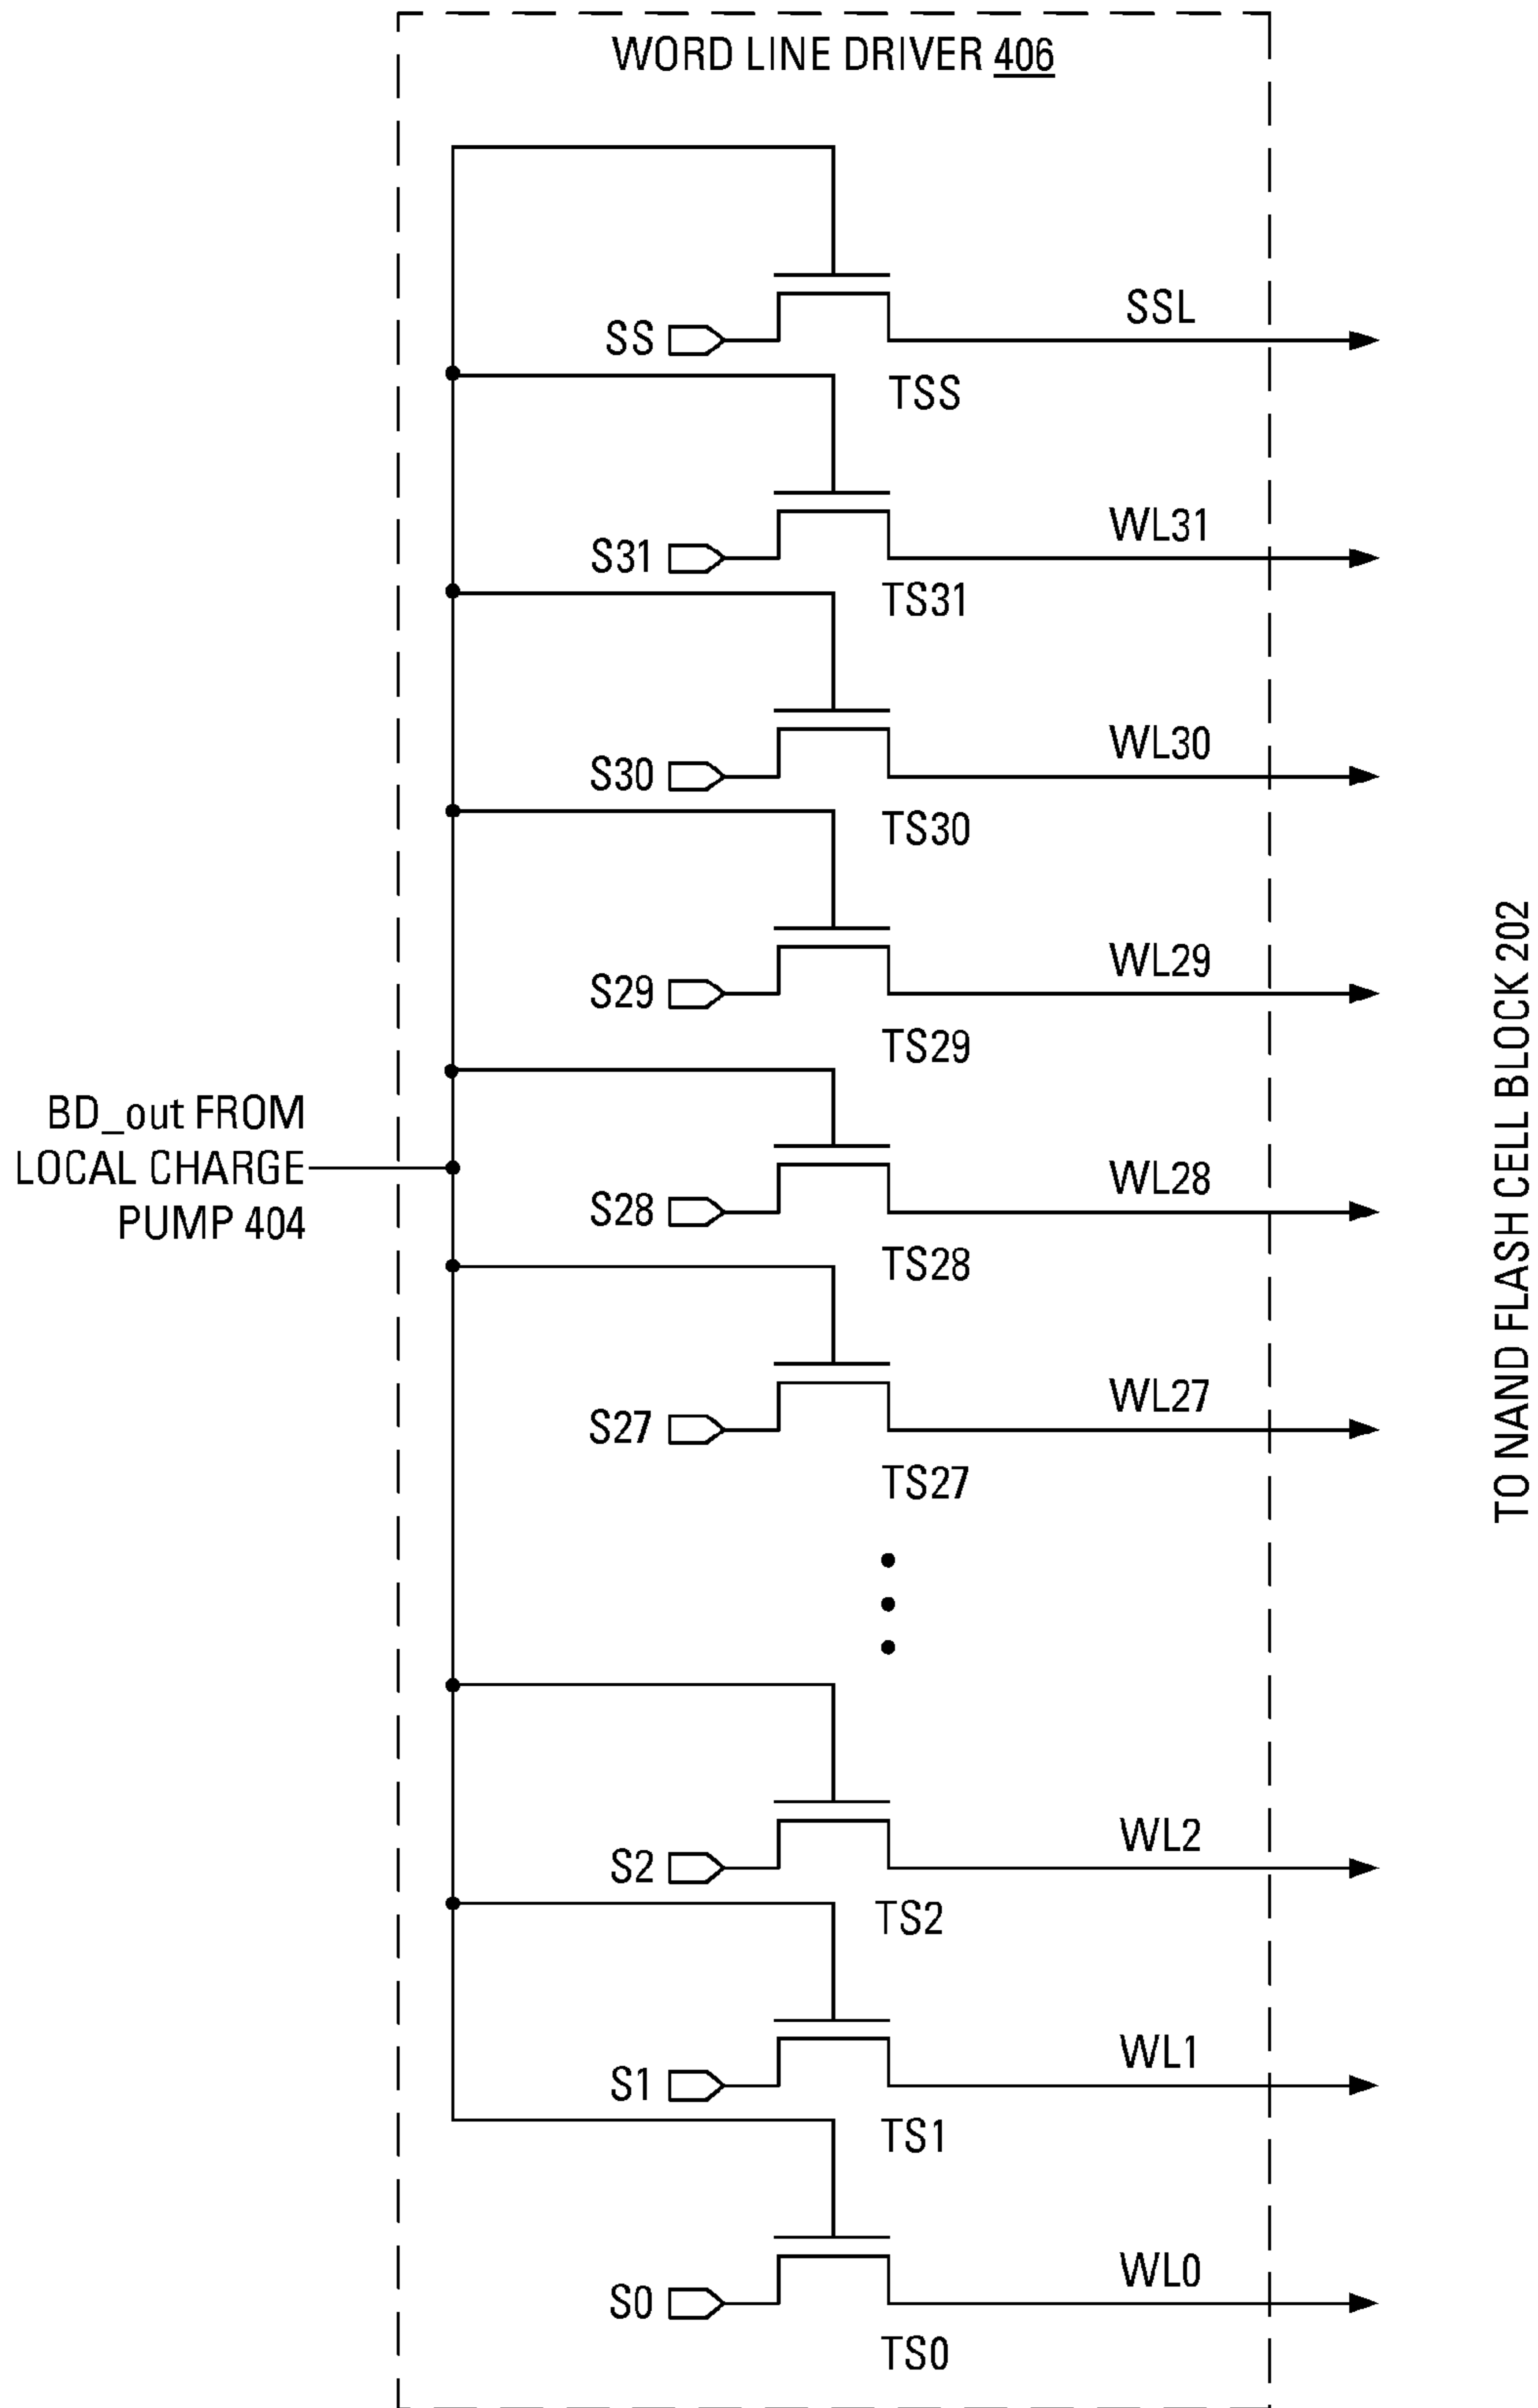 WORD LINE DRIVER 406
SS
SSL
TSS
S31
WL31
TS31
S30
WL30
TS30
S29
WL29
TS29
BD_out FROM
LOCAL CHARGE
PUMP 404
S28
WL28
TS28
S27
WL27
TS27
S2
WL2
TS2
S1
WL1
TS1
S0
WL0
TS0
TO NAND FLASH CELL BLOCK 202